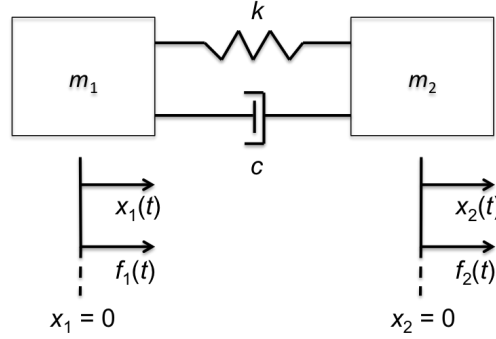 k
m₁
m₂
c
x₁(t)
x₂(t)
f₁(t)
f₂(t)
x₁ = 0
x₂ = 0